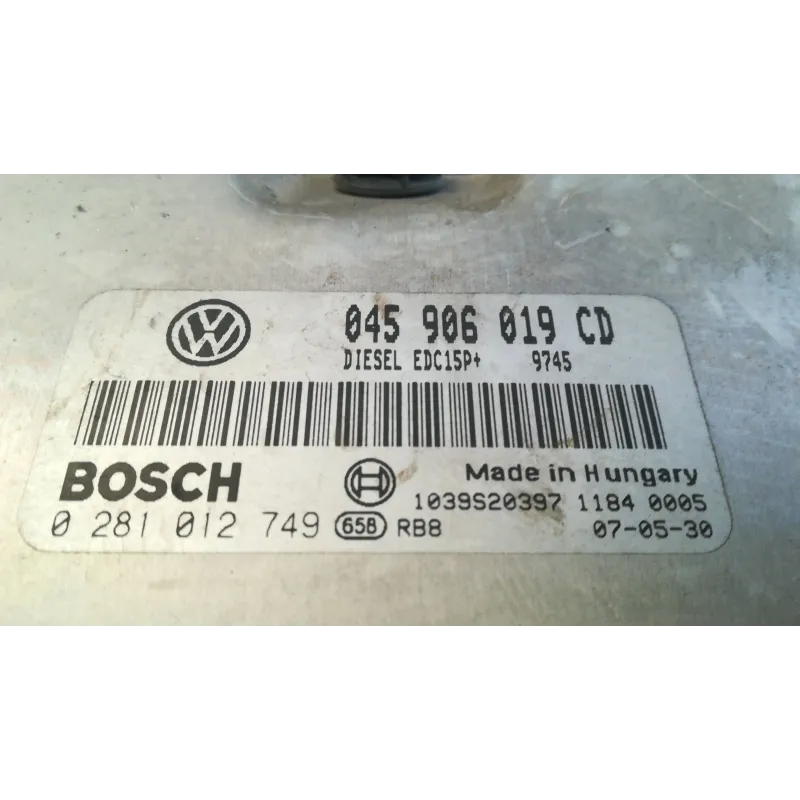 045 906 019 CD
DIESEL EDC15P+ 9745
BOSCH
Made in Hungary
1039S20397 1184 0005
0 281 012 749 658 RB8 07-05-30